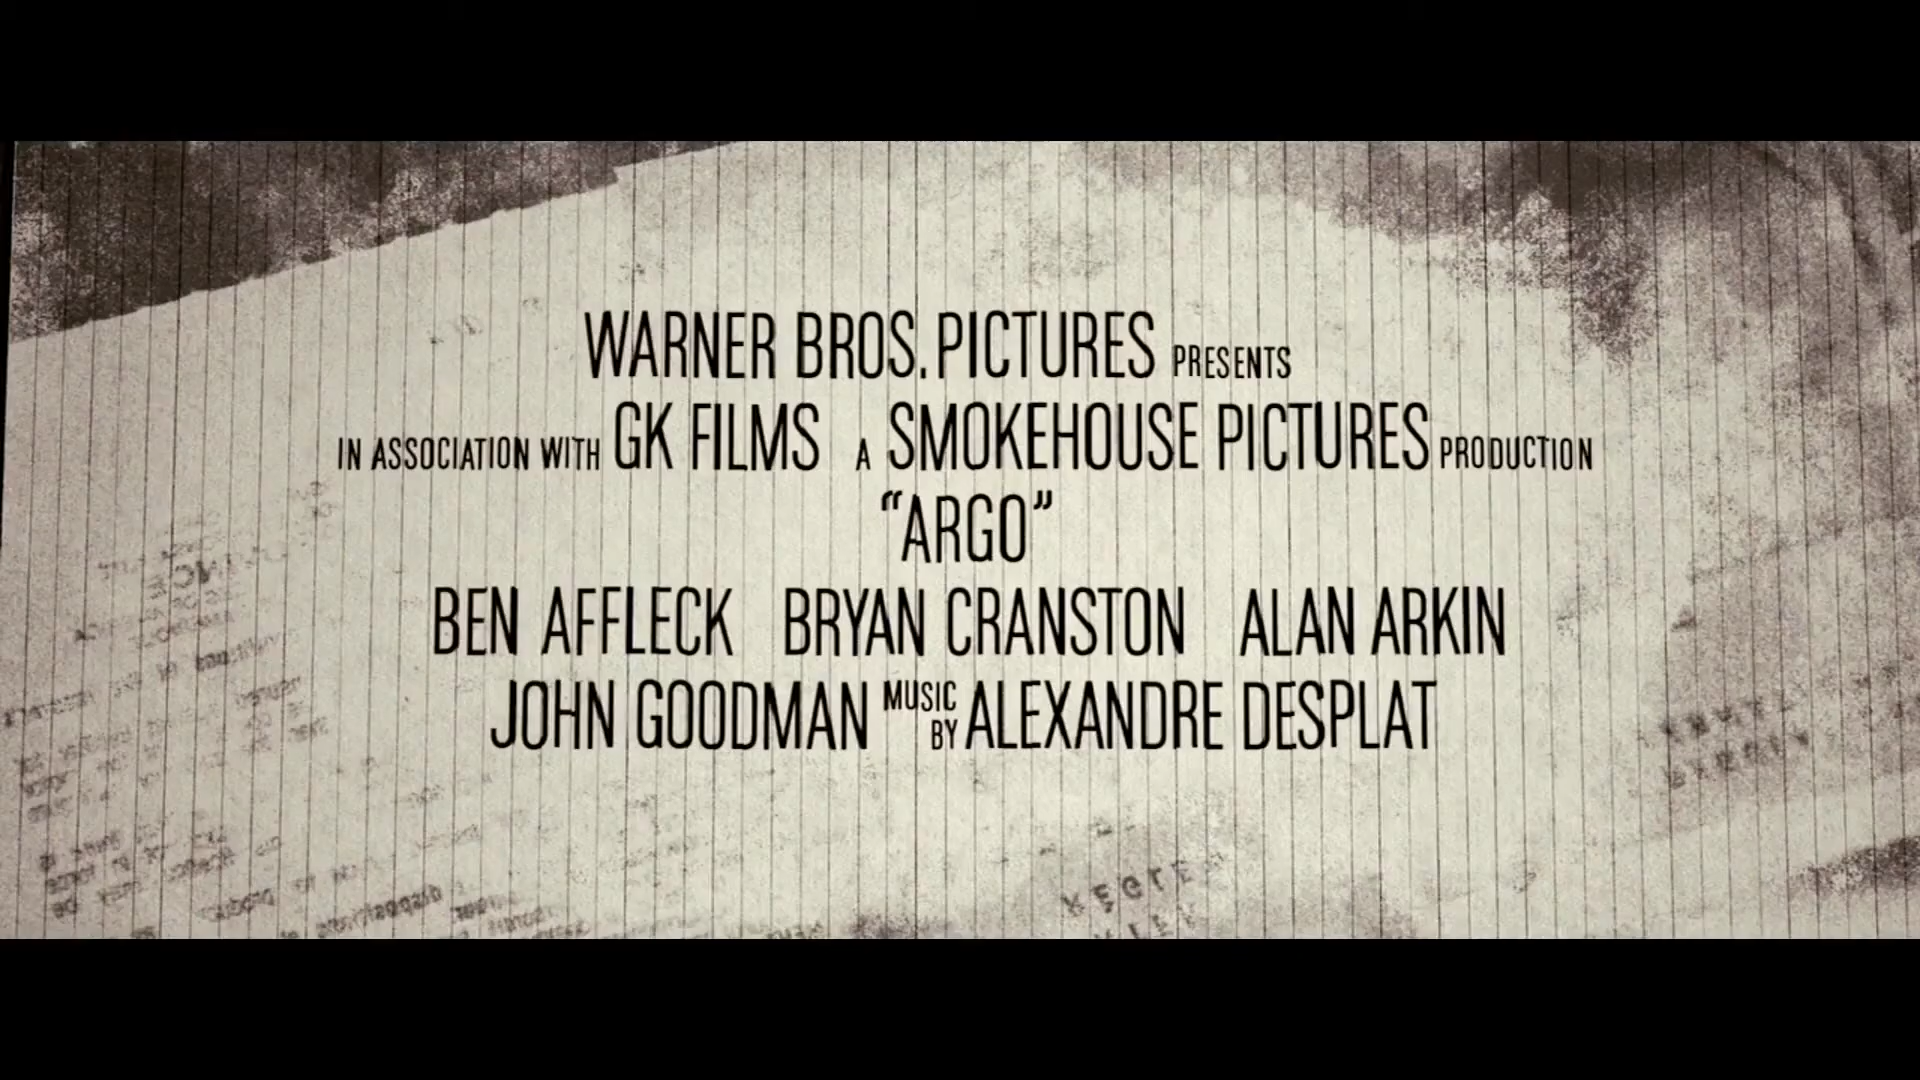 WARNER BROS. PICTURES PRESENTS
IN ASSOCIATION WITH GK FILMS A SMOKEHOUSE PICTURES PRODUCTION
“ARGO”
BEN AFFLECK BRYAN CRANSTON ALAN ARKIN
JOHN GOODMAN MUSIC BY ALEXANDRE DESPLAT